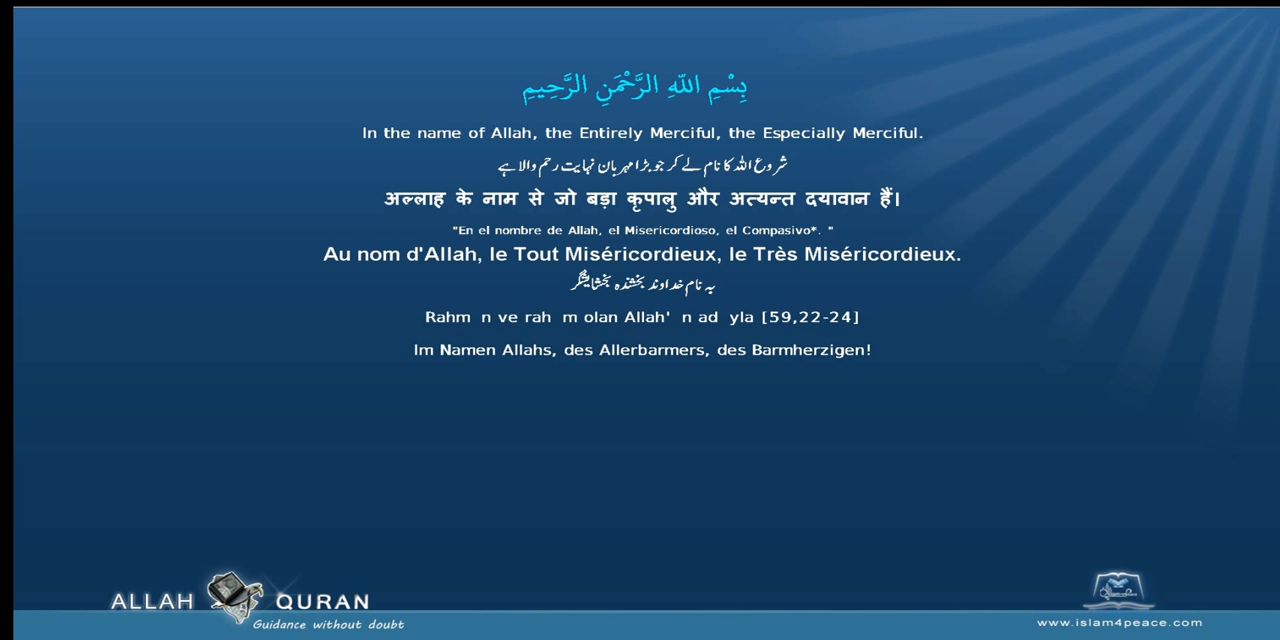 بِسْمِ اللَّهِ الرَّحْمَنِ الرَّحِيمِ
In the name of Allah, the Entirely Merciful, the Especially Merciful.
شروع اللہ کا نام لے کر جو بڑا مہربان نہایت رحم والا ہے
अल्लाह के नाम से जो बड़ा कृपालु और अत्यन्त दयावान हैं।
"En el nombre de Allah, el Misericordioso, el Compasivo*. "
Au nom d'Allah, le Tout Miséricordieux, le Très Miséricordieux.
به نام خداوند بخشنده بخشایشگر
Rahm n ve rah m olan Allah' n ad yla [59,22-24]
Im Namen Allahs, des Allerbarmers, des Barmherzigen!
ALLAH QURAN
Guidance without doubt
www.islam4peace.com